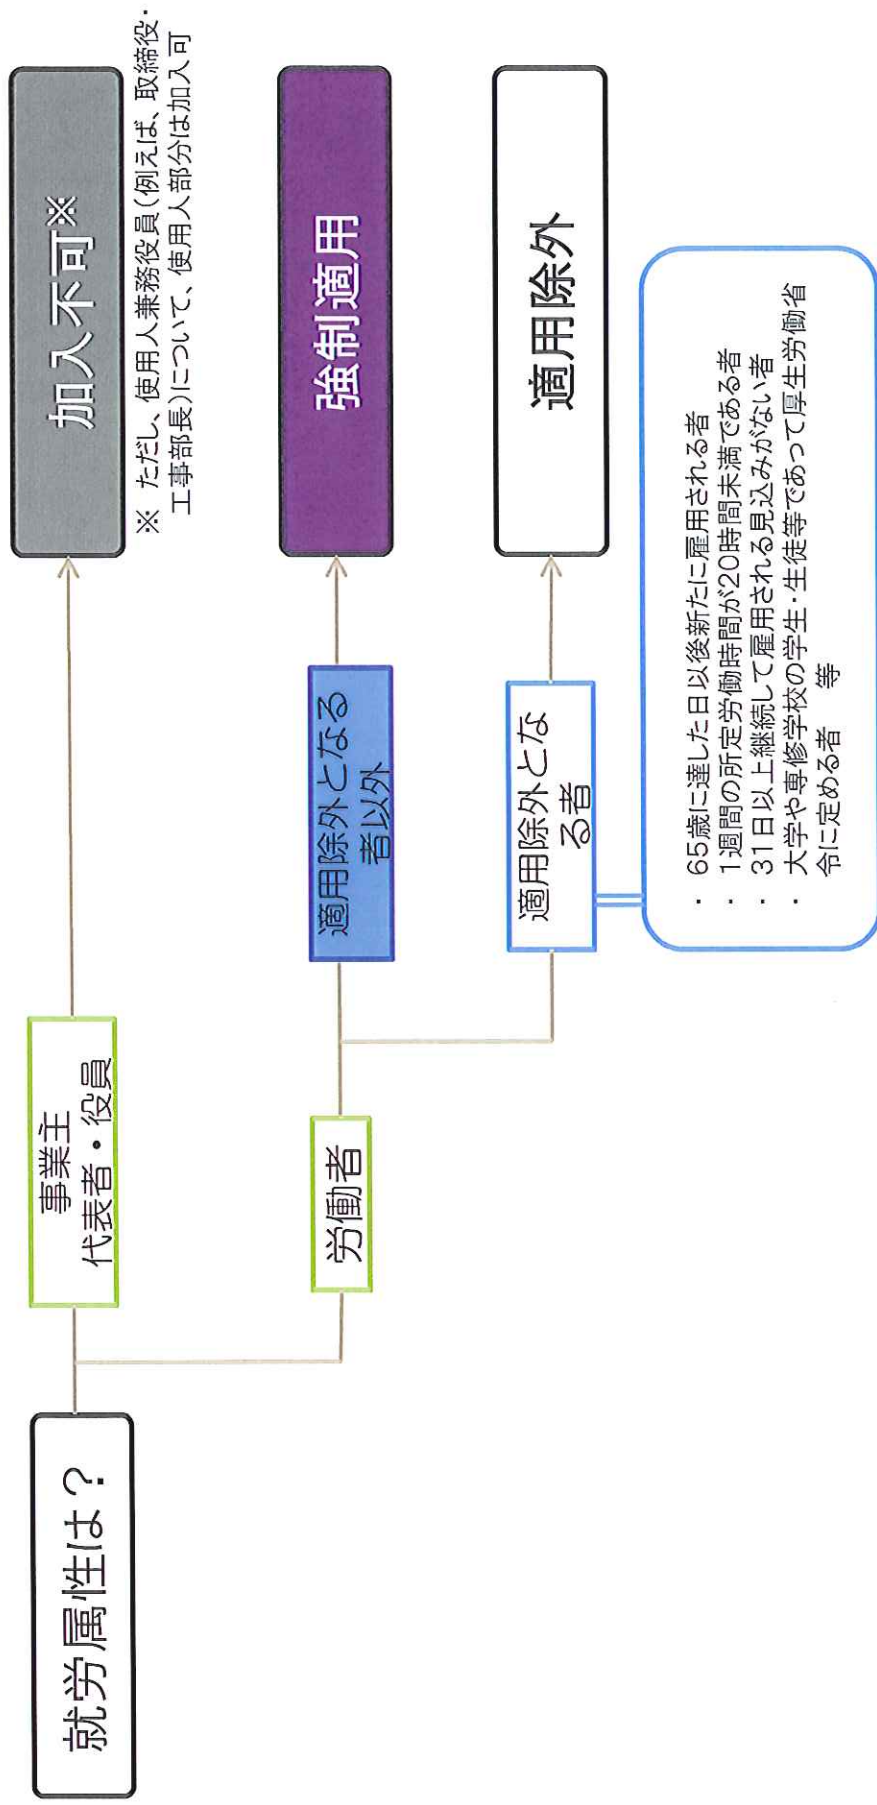 就労属性は？
事業主
代表者・役員
加入不可※
※ ただし、使用人兼務役員(例えば、取締役・
工事部長)について、使用人部分は加入可
労働者
適用除外となる
者以外
強制適用
適用除外とな
る者
適用除外
・ 65歳に達した日以後新たに雇用される者
・ 1週間の所定労働時間が20時間未満である者
・ 31日以上継続して雇用される見込みがない者
・ 大学や専修学校の学生・生徒等であって厚生労働省
令に定める者 等